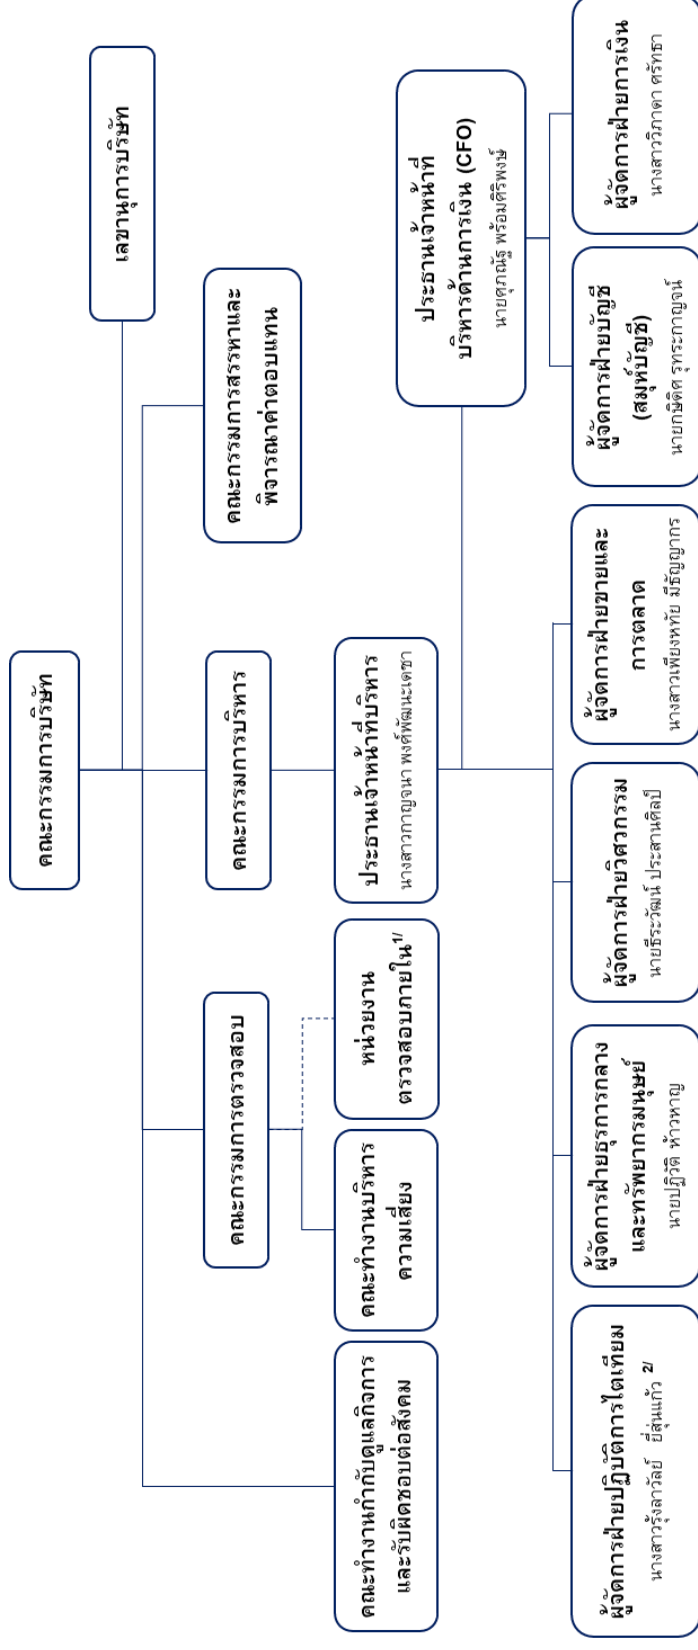 คณะกรรมการบริษัท
เลขานุการบริษัท
คณะกรรมการตรวจสอบ
คณะกรรมการบริหาร
คณะกรรมการสรรหาและ
พิจารณาค่าตอบแทน
คณะทำงานกำกับดูแลกิจการ
และรับผิดชอบต่อสังคม
คณะทำงานบริหาร
ความเสี่ยง
หน่วยงาน
ตรวจสอบภายใน1/
ประธานเจ้าหน้าที่บริหาร
นางสาวกาญจนา พงศ์พัฒนะเดชา
ประธานเจ้าหน้าที่
บริหารด้านการเงิน (CFO)
นายศุภณัฐ พร้อมศิริพงษ์
ผู้จัดการฝ่ายปฏิบัติการไตเทียม
นางสาวรุ้งลาวัลย์ ยี่สุ่นแก้ว 2/
ผู้จัดการฝ่ายธุรการกลาง
และทรัพยากรมนุษย์
นายปฏิวัติ ห้าวหาญ
ผู้จัดการฝ่ายวิศวกรรม
นายธีระวัฒน์ ประสานศิลป์
ผู้จัดการฝ่ายขายและ
การตลาด
นางสาวเพียงหทัย มีธัญญากร
ผู้จัดการฝ่ายบัญชี
(สมุห์บัญชี)
นายกษิดิศ รุทระกาญจน์
ผู้จัดการฝ่ายการเงิน
นางสาววิภาดา ศรัทธา